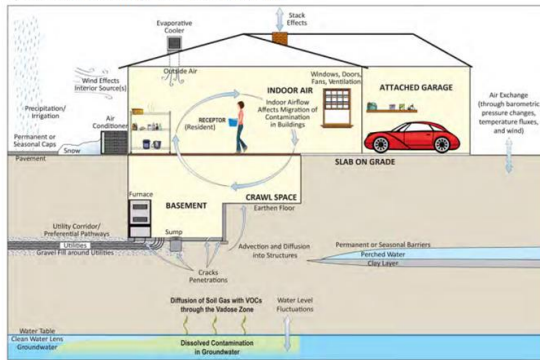 Evaporative
Cooler
Stack
Effects
Outside Air
Wind Effects
Interior Source(s)
INDOOR AIR
Indoor Airflow
Affects Migration of
Contamination
in Buildings
Windows, Doors,
Fans, Ventilation
ATTACHED GARAGE
RECEPTOR
(Resident)
Air Exchange
(through barometric
pressure changes,
temperature fluxes,
and wind)
Precipitation/
Irrigation
Air
Conditioner
Permanent or
Seasonal Caps
Snow
Pavement
SLAB ON GRADE
Furnace
BASEMENT
CRAWL SPACE
Earthen Floor
Utility Corridor/
Preferential Pathways
Sump
Utilities
Gravel Fill around Utilities
Advection and Diffusion
Into Structures
Cracks
Penetrations
Permanent or Seasonal Barriers
Perched Water
Clay Layer
Diffusion of Soil Gas with VOCs
through the Vadose Zone
Water Level
Fluctuations
Water Table
Clean Water Lens
Groundwater
Dissolved Contamination
in Groundwater